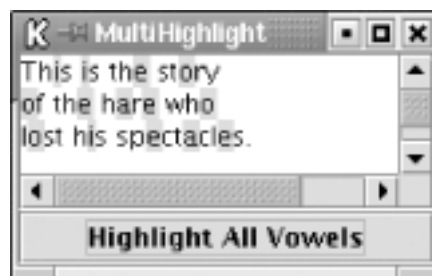 MultiHighlight
This is the story
of the hare who
lost his spectacles.
Highlight All Vowels